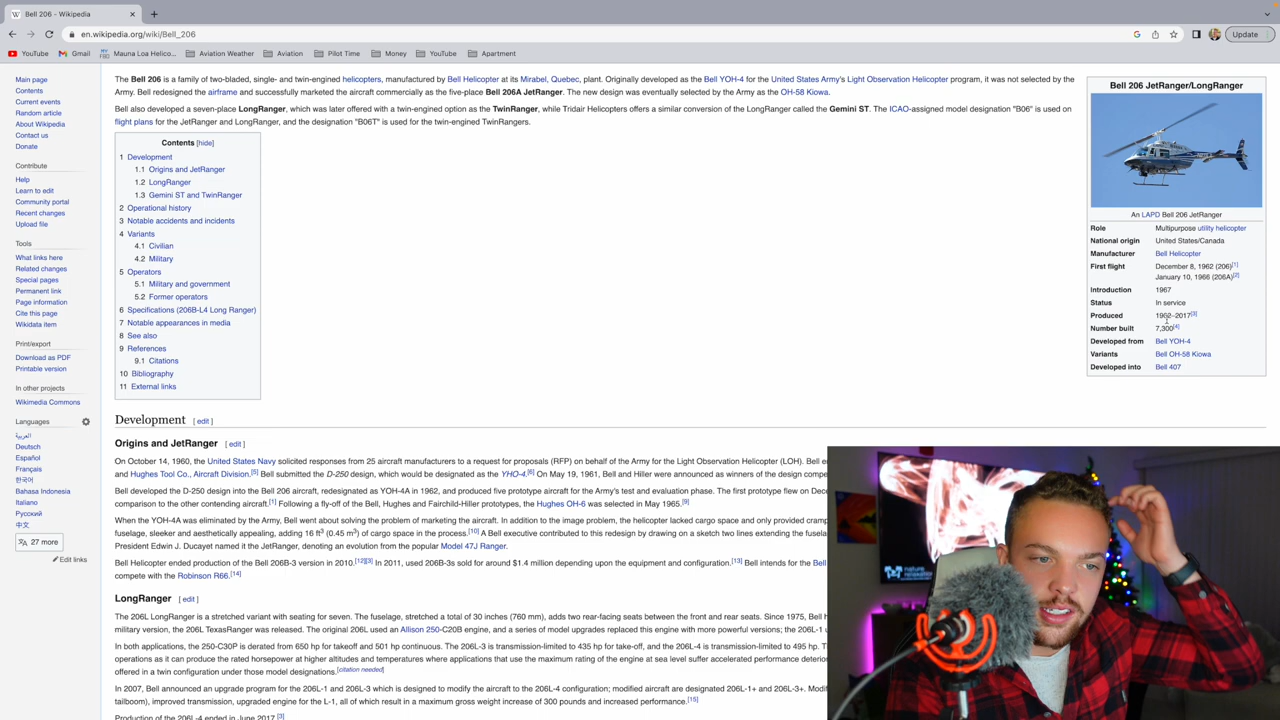 Bell 206 - Wikipedia
en.wikipedia.org/wiki/Bell_206
Update
YouTube
Gmail
Mauna Loa Helico...
Aviation Weather
Aviation
Pilot Time
Money
YouTube
Apartment
Main page
Contents
Current events
Random article
About Wikipedia
Contact us
Donate
Contribute
Help
Learn to edit
Community portal
Recent changes
Upload file
Tools
What links here
Related changes
Special pages
Permanent link
Page information
Cite this page
Wikidata item
Print/export
Download as PDF
Printable version
In other projects
Wikimedia Commons
Languages
العربية
Deutsch
Español
Français
한국어
Bahasa Indonesia
Italiano
Русский
中文
27 more
Edit links
The Bell 206 is a family of two-bladed, single- and twin-engined helicopters, manufactured by Bell Helicopter at its Mirabel, Quebec, plant. Originally developed as the Bell YOH-4 for the United States Army's Light Observation Helicopter program, it was not selected by the
Army. Bell redesigned the airframe and successfully marketed the aircraft commercially as the five-place Bell 206A JetRanger. The new design was eventually selected by the Army as the OH-58 Kiowa.
Bell also developed a seven-place LongRanger, which was later offered with a twin-engined option as the TwinRanger, while Tridair Helicopters offers a similar conversion of the LongRanger called the Gemini ST. The ICAO-assigned model designation "B06" is used on
flight plans for the JetRanger and LongRanger, and the designation "B06T" is used for the twin-engined TwinRangers.
Contents [hide]
1 Development
1.1 Origins and JetRanger
1.2 LongRanger
1.3 Gemini ST and TwinRanger
2 Operational history
3 Notable accidents and incidents
4 Variants
4.1 Civilian
4.2 Military
5 Operators
5.1 Military and government
5.2 Former operators
6 Specifications (206B-L4 Long Ranger)
7 Notable appearances in media
8 See also
9 References
9.1 Citations
10 Bibliography
11 External links
Bell 206 JetRanger/LongRanger
An LAPD Bell 206 JetRanger
Role Multipurpose utility helicopter
National origin United States/Canada
Manufacturer Bell Helicopter
First flight December 8, 1962 (206)[1]
January 10, 1966 (206A)[2]
Introduction 1967
Status In service
Produced 1962–2017[3]
Number built 7,300[4]
Developed from Bell YOH-4
Variants Bell OH-58 Kiowa
Developed into Bell 407
Development [ edit ]
Origins and JetRanger [ edit ]
On October 14, 1960, the United States Navy solicited responses from 25 aircraft manufacturers to a request for proposals (RFP) on behalf of the Army for the Light Observation Helicopter (LOH). Bell e
and Hughes Tool Co., Aircraft Division.[5] Bell submitted the D-250 design, which would be designated as the YHO-4.[6] On May 19, 1961, Bell and Hiller were announced as winners of the design compe
Bell developed the D-250 design into the Bell 206 aircraft, redesignated as YOH-4A in 1962, and produced five prototype aircraft for the Army's test and evaluation phase. The first prototype flew on Dec
comparison to the other contending aircraft.[1] Following a fly-off of the Bell, Hughes and Fairchild-Hiller prototypes, the Hughes OH-6 was selected in May 1965.[9]
When the YOH-4A was eliminated by the Army, Bell went about solving the problem of marketing the aircraft. In addition to the image problem, the helicopter lacked cargo space and only provided cramp
fuselage, sleeker and aesthetically appealing, adding 16 ft³ (0.45 m³) of cargo space in the process.[10] A Bell executive contributed to this redesign by drawing on a sketch two lines extending the fusela
President Edwin J. Ducayet named it the JetRanger, denoting an evolution from the popular Model 47J Ranger.
Bell Helicopter ended production of the Bell 206B-3 version in 2010.[12][3] In 2011, used 206B-3s sold for around $1.4 million depending upon the equipment and configuration.[13] Bell intends for the Bell
compete with the Robinson R66.[14]
LongRanger [ edit ]
The 206L LongRanger is a stretched variant with seating for seven. The fuselage, stretched a total of 30 inches (760 mm), adds two rear-facing seats between the front and rear seats. Since 1975, Bell h
military version, the 206L TexasRanger was released. The original 206L used an Allison 250-C20B engine, and a series of model upgrades replaced this engine with more powerful versions; the 206L-1 u
In both applications, the 250-C30P is derated from 650 hp for takeoff and 501 hp continuous. The 206L-3 is transmission-limited to 435 hp for take-off, and the 206L-4 is transmission-limited to 495 hp. T
operations as it can produce the rated horsepower at higher altitudes and temperatures where applications that use the maximum rating of the engine at sea level suffer accelerated performance deterior
offered in a twin configuration under those model designations.[citation needed]
In 2007, Bell announced an upgrade program for the 206L-1 and 206L-3 which is designed to modify the aircraft to the 206L-4 configuration; modified aircraft are designated 206L-1+ and 206L-3+. Modif
tailboom), improved transmission, upgraded engine for the L-1, all of which result in a maximum gross weight increase of 300 pounds and increased performance.[15]
Production of the 206L-4 ended in June 2017.[3]